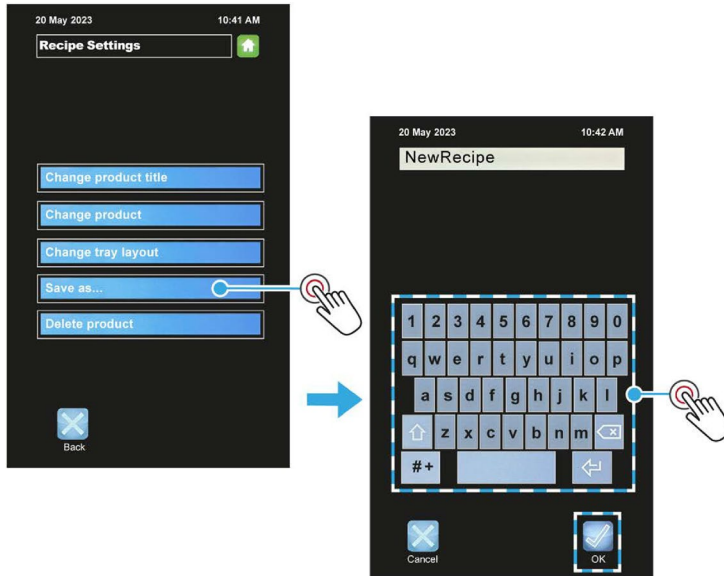 20 May 2023 10:41 AM
Recipe Settings
Change product title
Change product
Change tray layout
Save as...
Delete product
Back
20 May 2023 10:42 AM
NewRecipe
1 2 3 4 5 6 7 8 9 0
q w e r t y u i o p
a s d f g h j k l
z x c v b n m
#+
Cancel OK